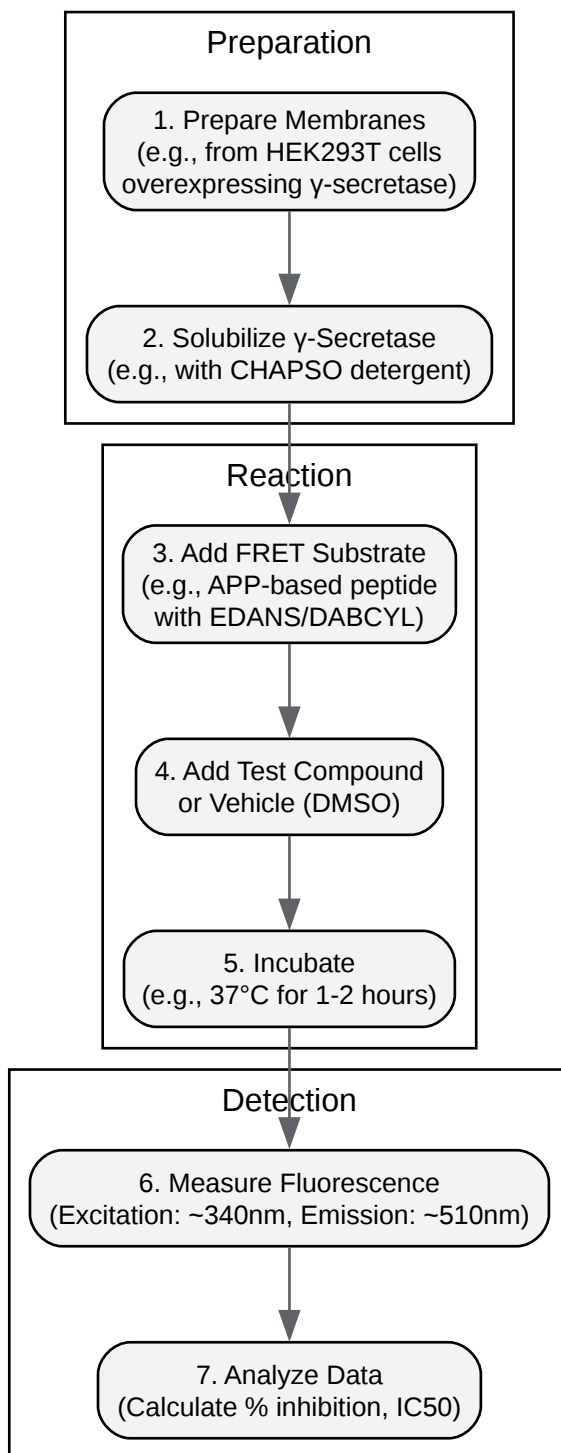 Preparation
1. Prepare Membranes
(e.g., from HEK293T cells
overexpressing γ-secretase)
2. Solubilize γ-Secretase
(e.g., with CHAPSO detergent)
Reaction
3. Add FRET Substrate
(e.g., APP-based peptide
with EDANS/DABCYL)
4. Add Test Compound
or Vehicle (DMSO)
5. Incubate
(e.g., 37°C for 1-2 hours)
Detection
6. Measure Fluorescence
(Excitation: ~340nm, Emission: ~510nm)
7. Analyze Data
(Calculate % inhibition, IC50)